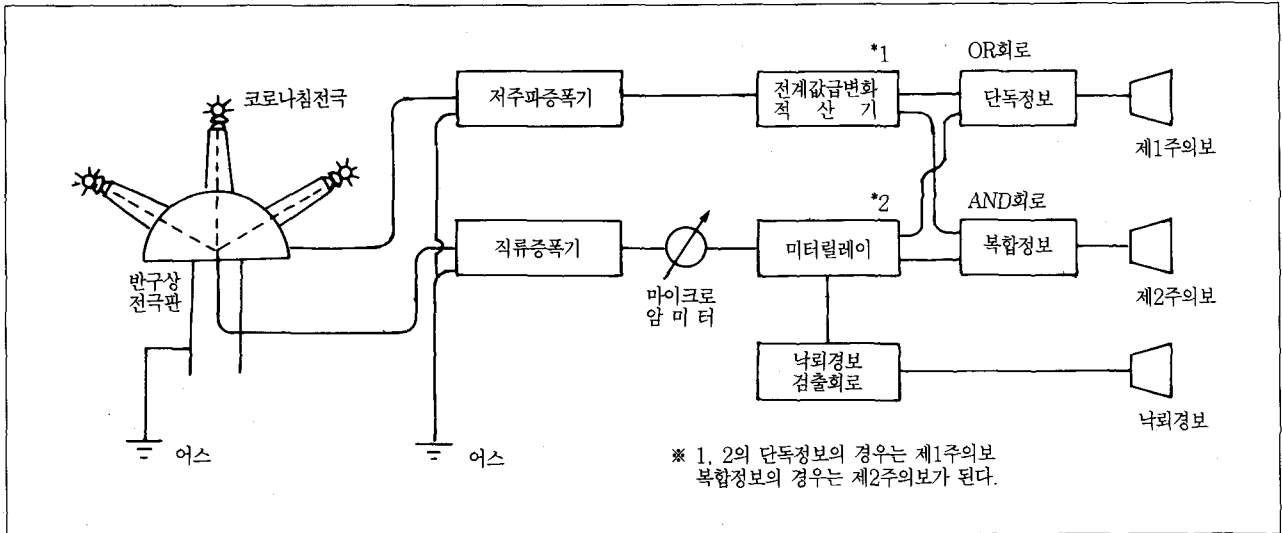 코로나침전극
반구상
전극판
어스
어스
저주파증폭기
직류증폭기
마이크로
암 미 터
*1
전계값급변화
적 산 기
*2
미터릴레이
낙뢰경보
검출회로
OR회로
단독정보
AND회로
복합정보
제1주의보
제2주의보
낙뢰경보
※ 1, 2의 단독정보의 경우는 제1주의보
복합정보의 경우는 제2주의보가 된다.